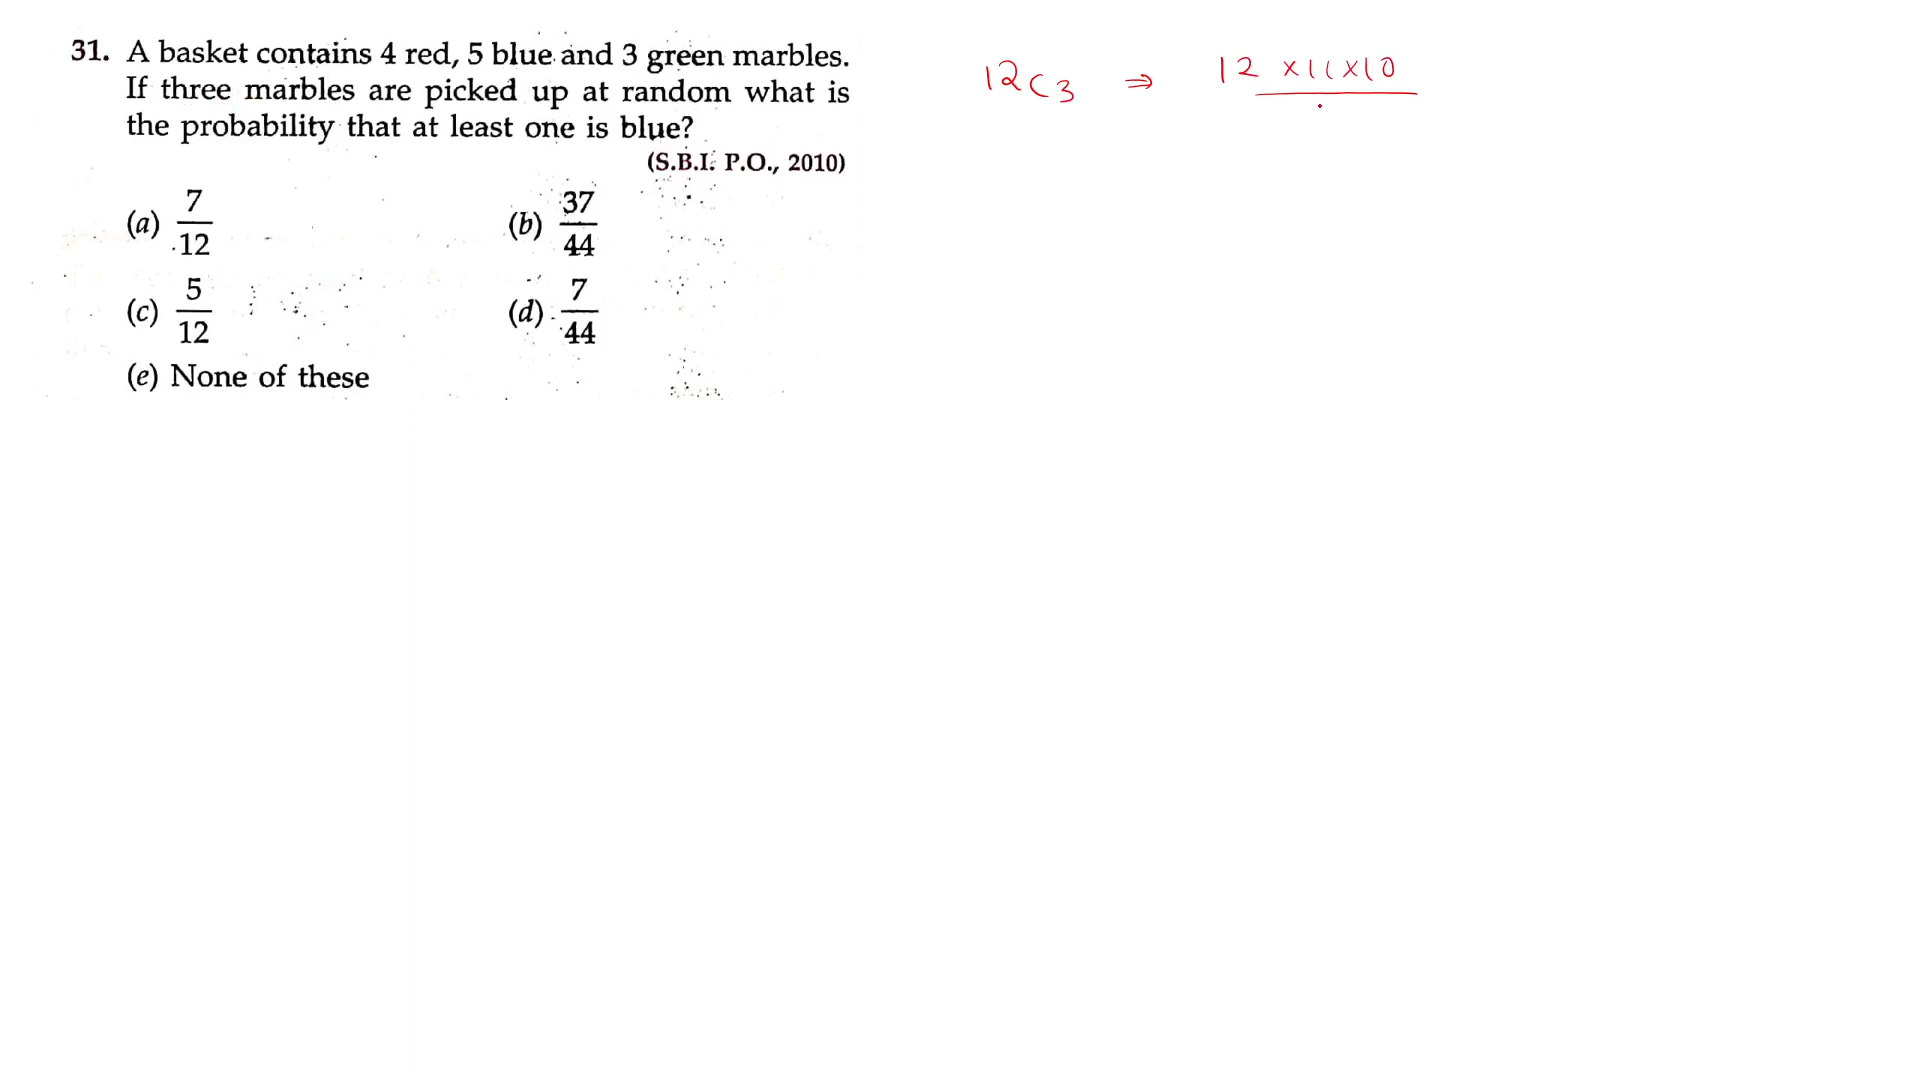 31. A basket contains 4 red, 5 blue and 3 green marbles.
If three marbles are picked up at random what is
the probability that at least one is blue?
(S.B.I. P.O., 2010)
(a) 7/12 (b) 37/44
(c) 5/12 (d) 7/44
(e) None of these
12C3 ⇒ 12 × 11 × 10